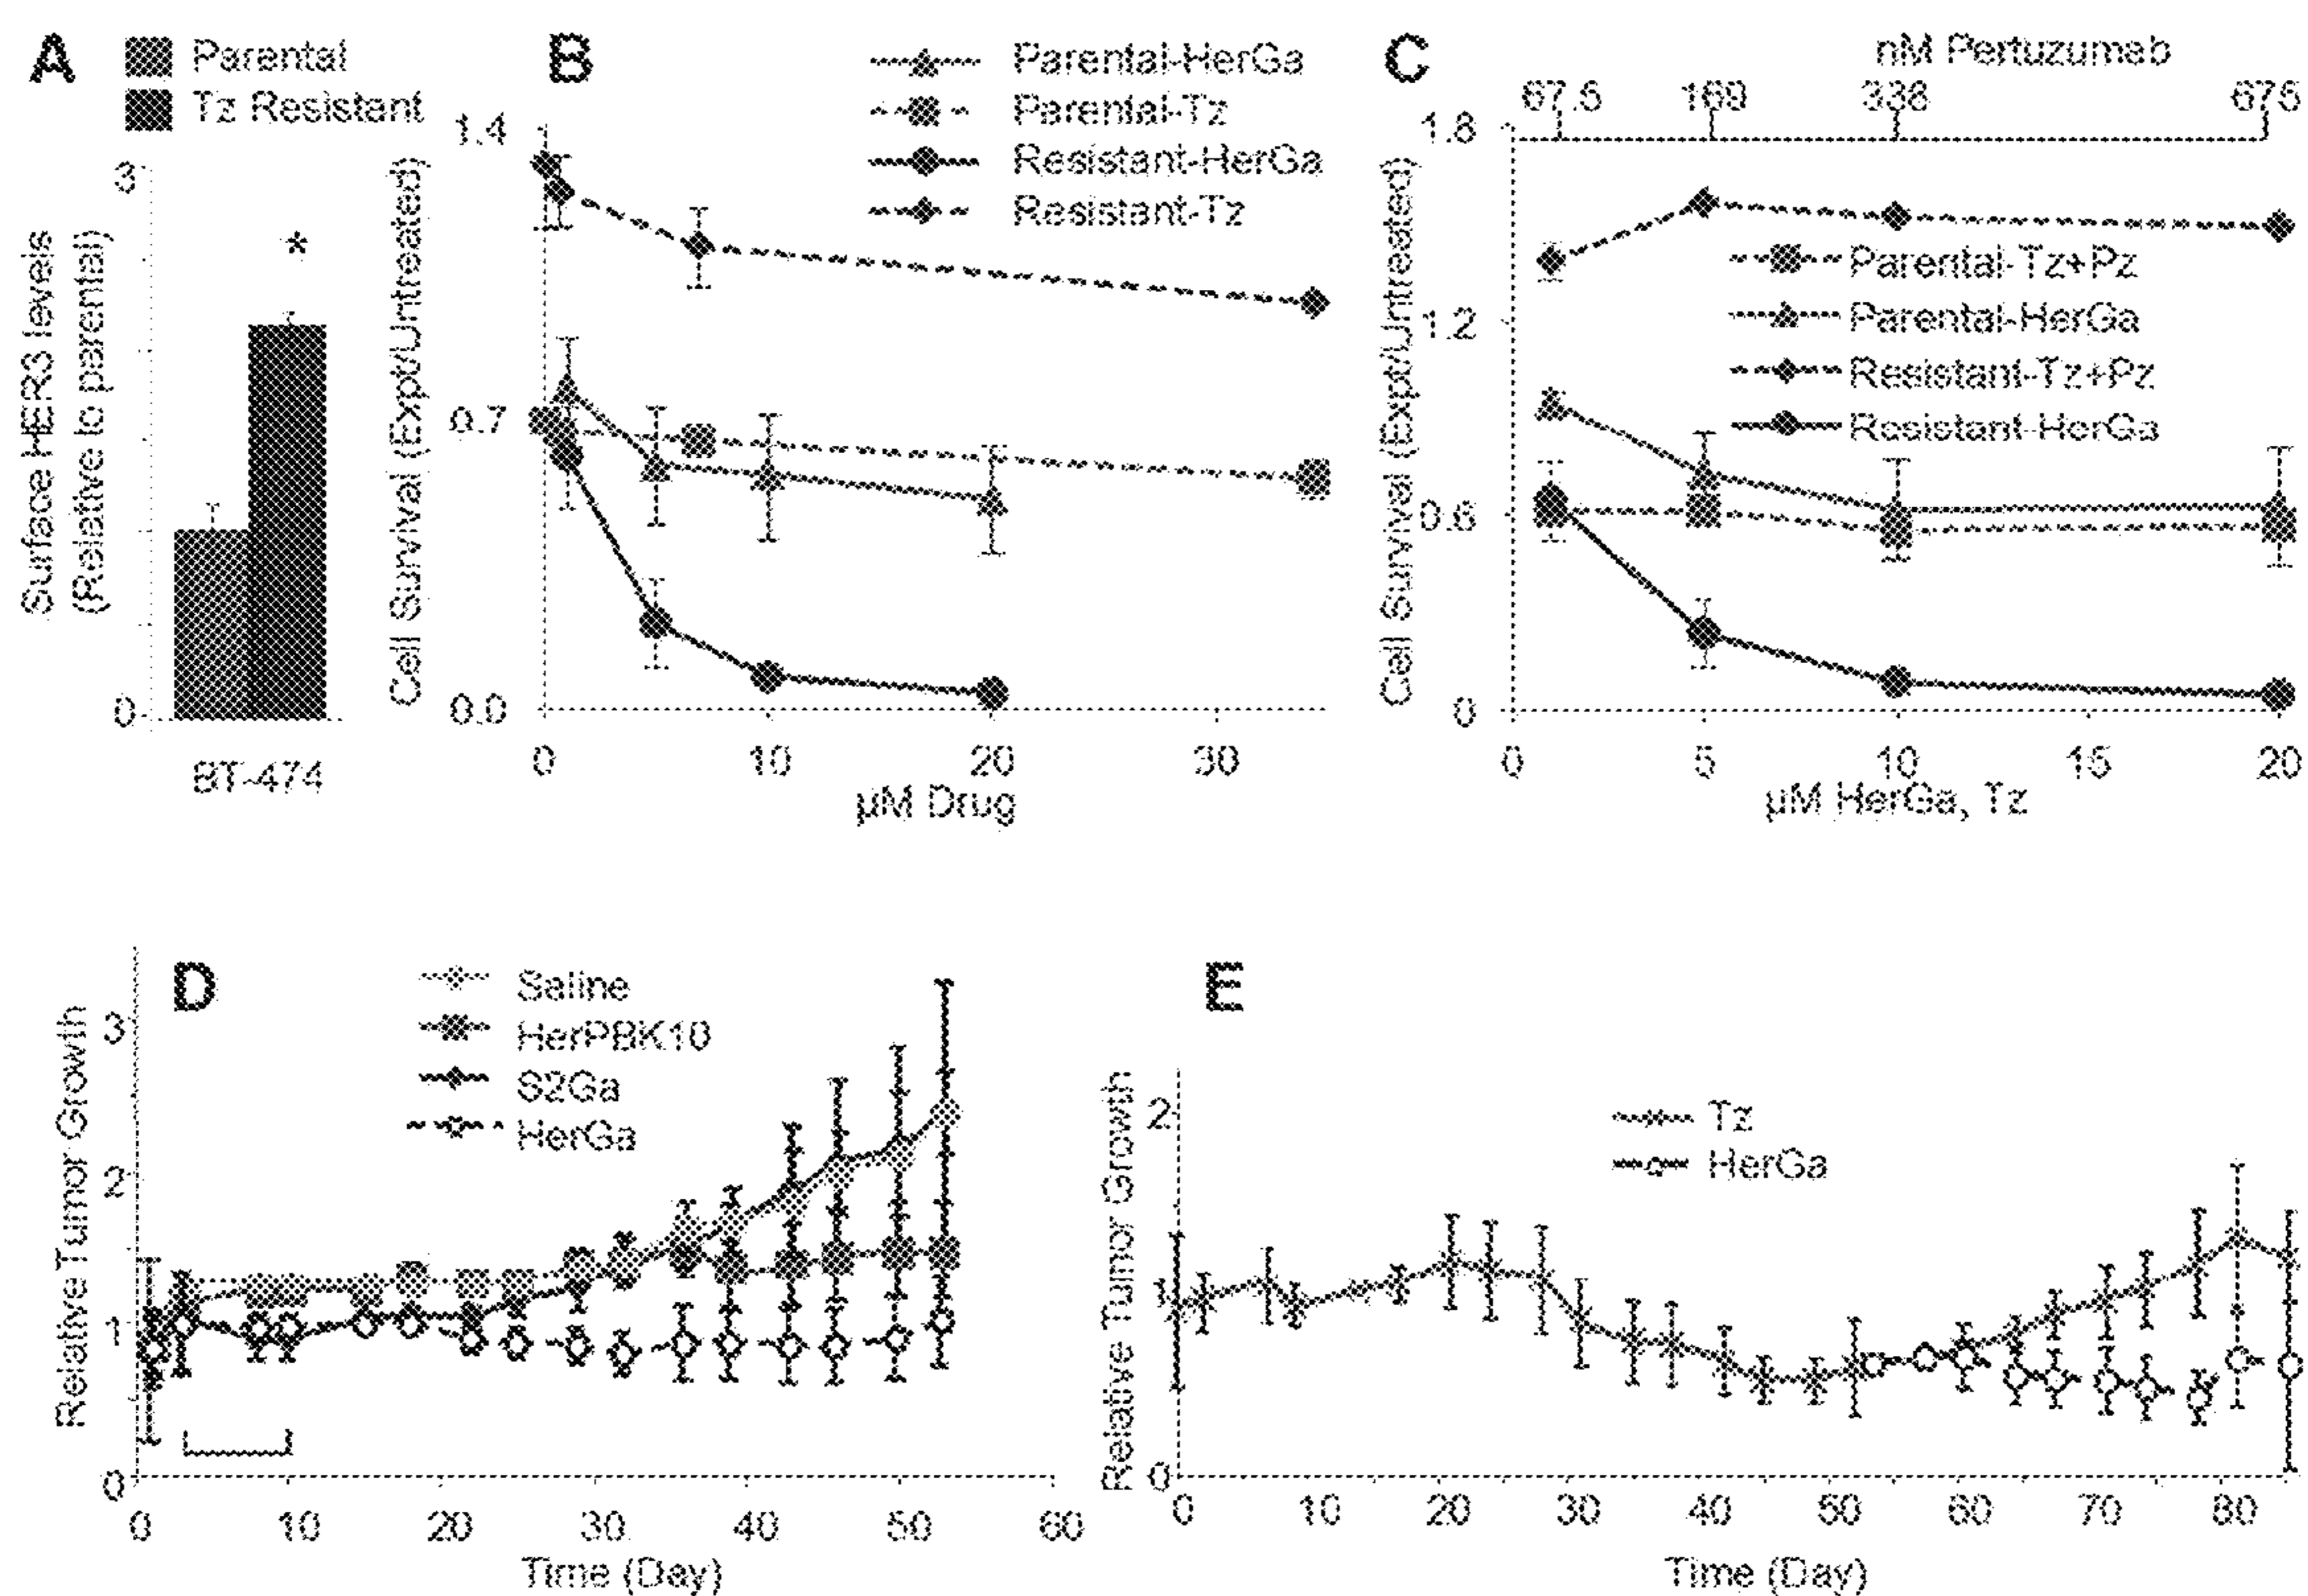 A
Parental
Tz Resistant
3
0
Surface HER3 levels
(Relative to parental)
*
BT-474
B
Parental-HerGa
Parental-Tz
Resistant-HerGa
Resistant-Tz
1.4
0.7
0.0
Cell Survival (Expt/Untreated)
0 10 20 30
µM Drug
C
nM Pertuzumab
67.5 169 338 675
1.8
1.2
0.6
0
Cell Survival (Expt/Untreated)
Parental-Tz+Pz
Parental-HerGa
Resistant-Tz+Pz
Resistant-HerGa
0 5 10 15 20
µM HerGa, Tz
D
Saline
HerPBK10
S2Ga
HerGa
3
2
1
0
Relative Tumor Growth
0 10 20 30 40 50 60
Time (Day)
E
Tz
HerGa
2
1
0
Relative Tumor Growth
0 10 20 30 40 50 60 70 80
Time (Day)